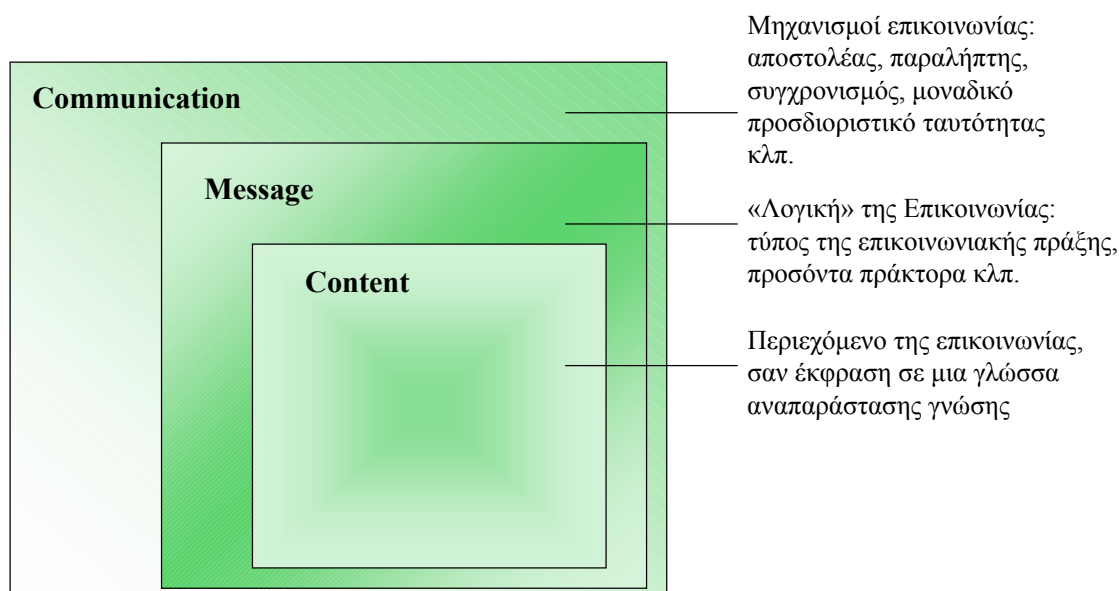 Communication
Message
Content
Μηχανισμοί επικοινωνίας:
αποστολέας, παραλήπτης,
συγχρονισμός, μοναδικό
προσδιοριστικό ταυτότητας
κλπ.
«Λογική» της Επικοινωνίας:
τύπος της επικοινωνιακής πράξης,
προσόντα πράκτορα κλπ.
Περιεχόμενο της επικοινωνίας,
σαν έκφραση σε μια γλώσσα
αναπαράστασης γνώσης